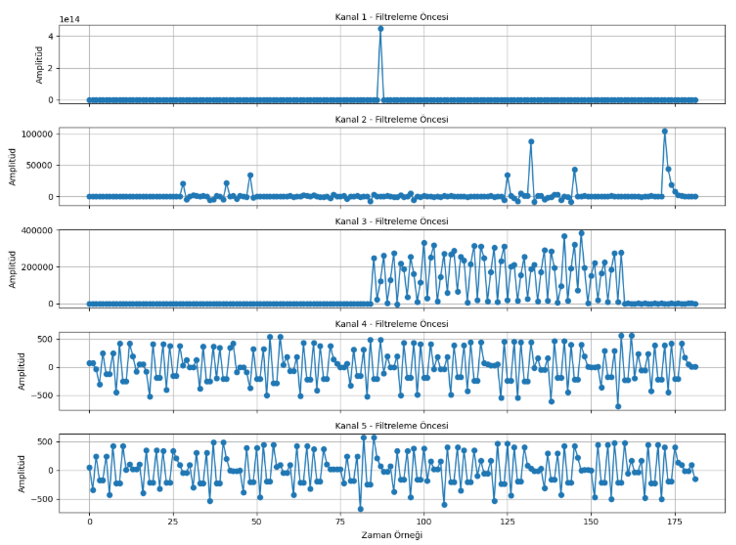 Kanal 1 - Filtreleme Öncesi
1e14
4
2
0
Amplitüd
Kanal 2 - Filtreleme Öncesi
100000
50000
0
Amplitüd
Kanal 3 - Filtreleme Öncesi
400000
200000
0
Amplitüd
Kanal 4 - Filtreleme Öncesi
500
0
−500
Amplitüd
Kanal 5 - Filtreleme Öncesi
500
0
−500
Amplitüd
0 25 50 75 100 125 150 175
Zaman Örneği